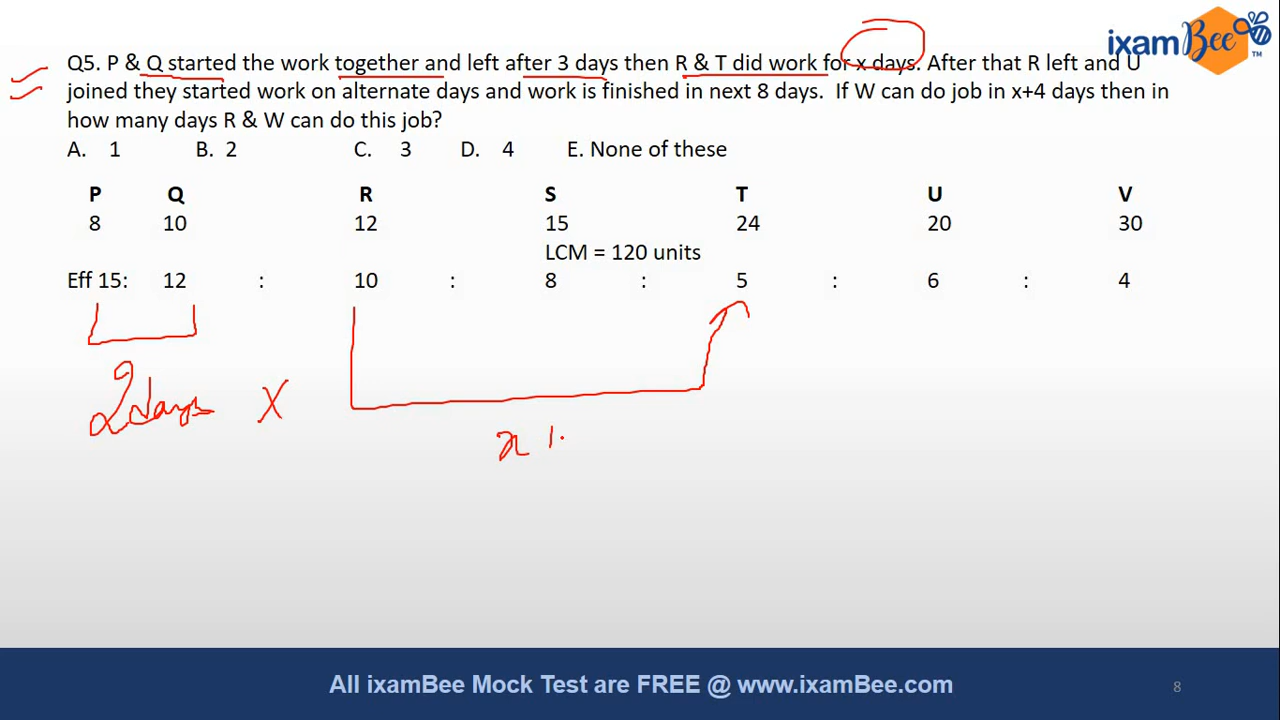 ixamBee
Q5. P & Q started the work together and left after 3 days then R & T did work for x days. After that R left and U
joined they started work on alternate days and work is finished in next 8 days. If W can do job in x+4 days then in
how many days R & W can do this job?
A. 1 B. 2 C. 3 D. 4 E. None of these
P Q R S T U V
8 10 12 15 24 20 30
LCM = 120 units
Eff 15: 12 : 10 : 8 : 5 : 6 : 4
2days x
x
All ixamBee Mock Test are FREE @ www.ixamBee.com 8